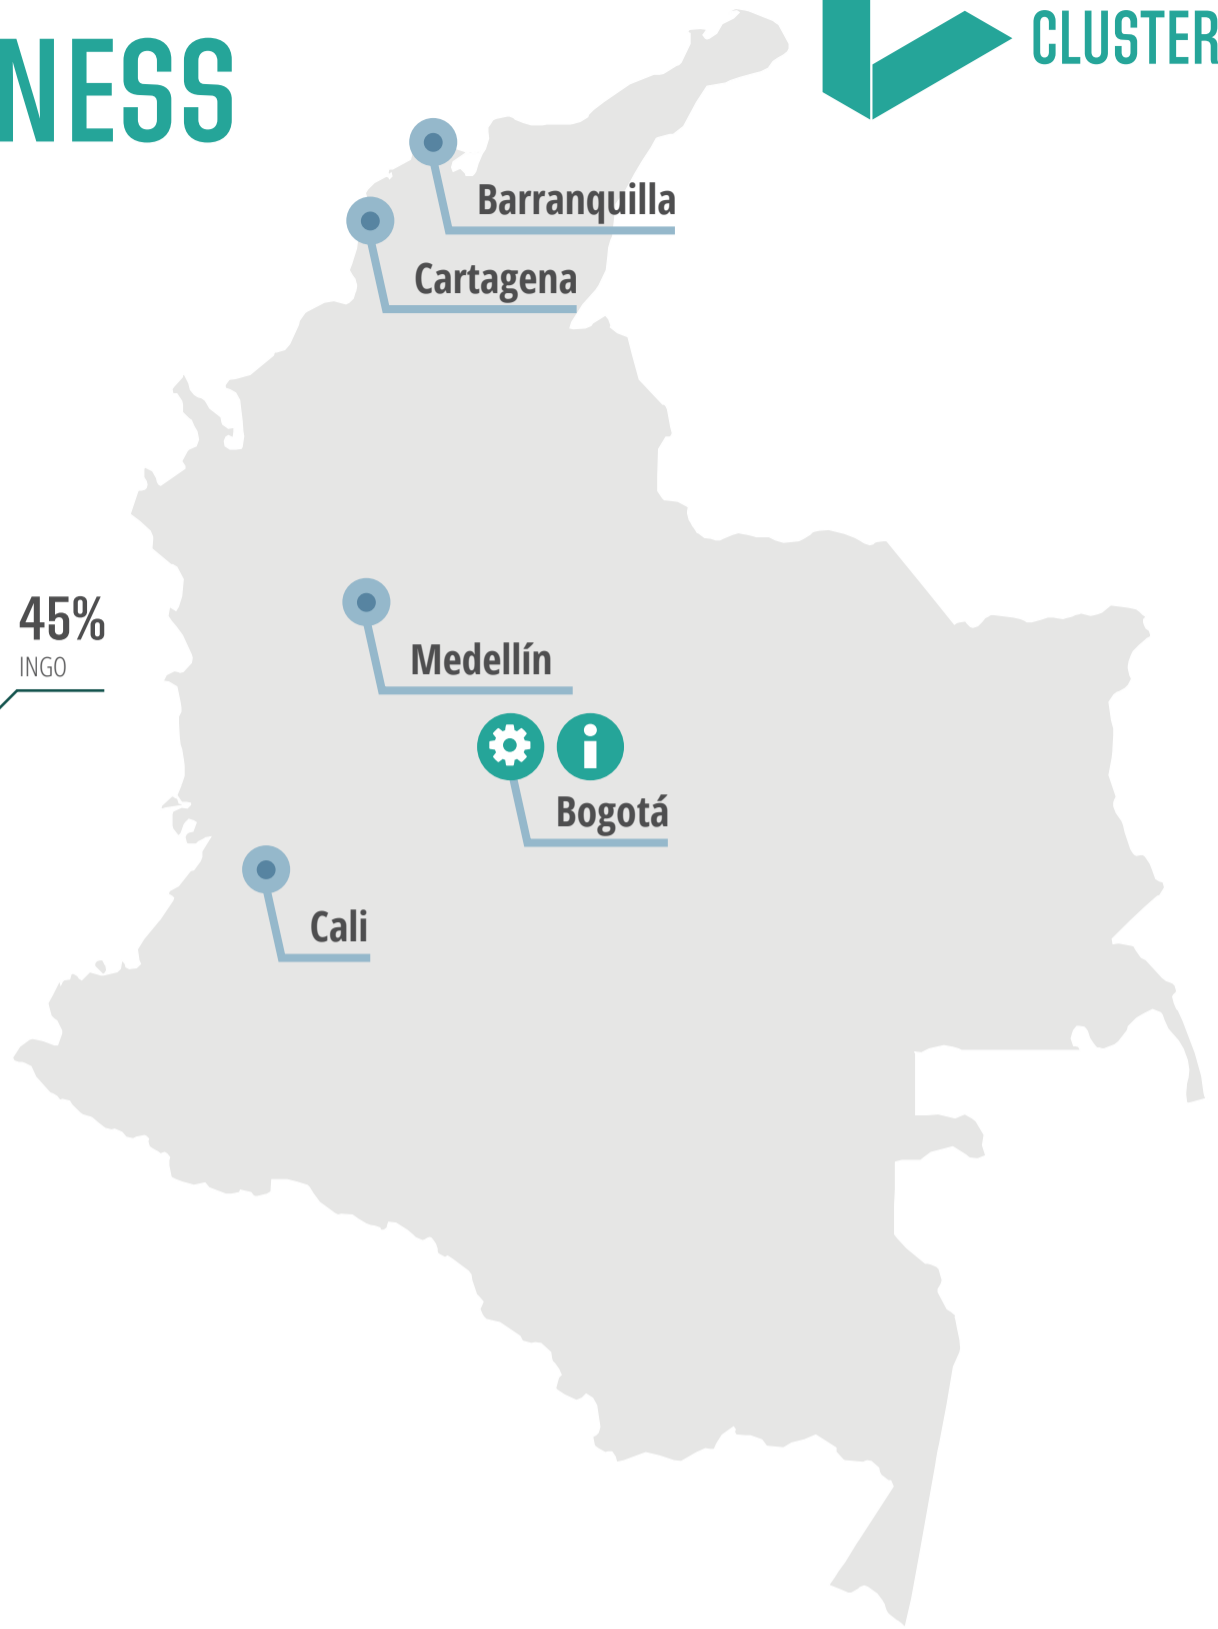 NESS
CLUSTER
Barranquilla
Cartagena
45%
INGO
Medellín
Bogotá
Cali